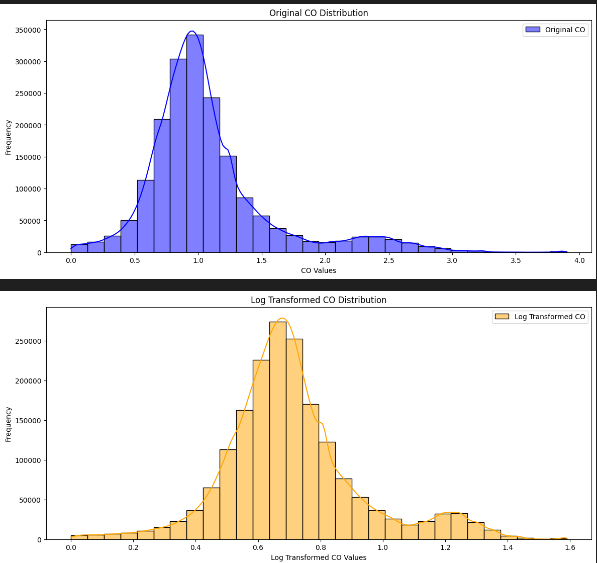 Original CO Distribution
Original CO
350000
300000
250000
200000
150000
100000
50000
0
Frequency
0.0 0.5 1.0 1.5 2.0 2.5 3.0 3.5 4.0
CO Values
Log Transformed CO Distribution
Log Transformed CO
250000
200000
150000
100000
50000
0
Frequency
0.0 0.2 0.4 0.6 0.8 1.0 1.2 1.4 1.6
Log Transformed CO Values